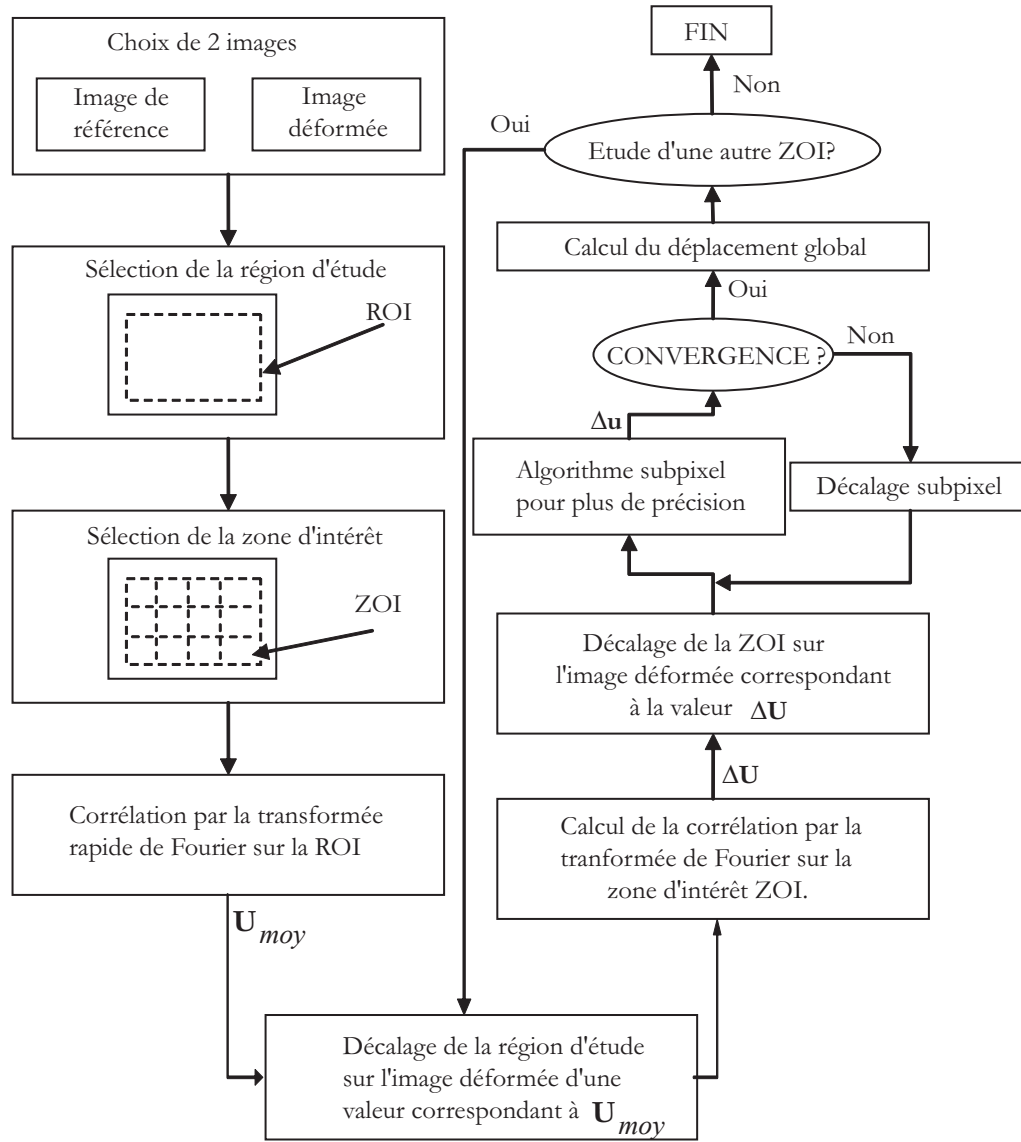 Choix de 2 images
Image de
référence
Image
déformée
Sélection de la région d'étude
ROI
Sélection de la zone d'intérêt
ZOI
Corrélation par la transformée
rapide de Fourier sur la ROI
U moy
Décalage de la région d'étude
sur l'image déformée d'une
valeur correspondant à U moy
Calcul de la corrélation par la
tranformée de Fourier sur la
zone d'intérêt ZOI.
ΔU
Décalage de la ZOI sur
l'image déformée correspondant
à la valeur ΔU
Algorithme subpixel
pour plus de précision
Δu
Décalage subpixel
CONVERGENCE ?
Non
Oui
Calcul du déplacement global
Etude d'une autre ZOI?
Oui
Non
FIN